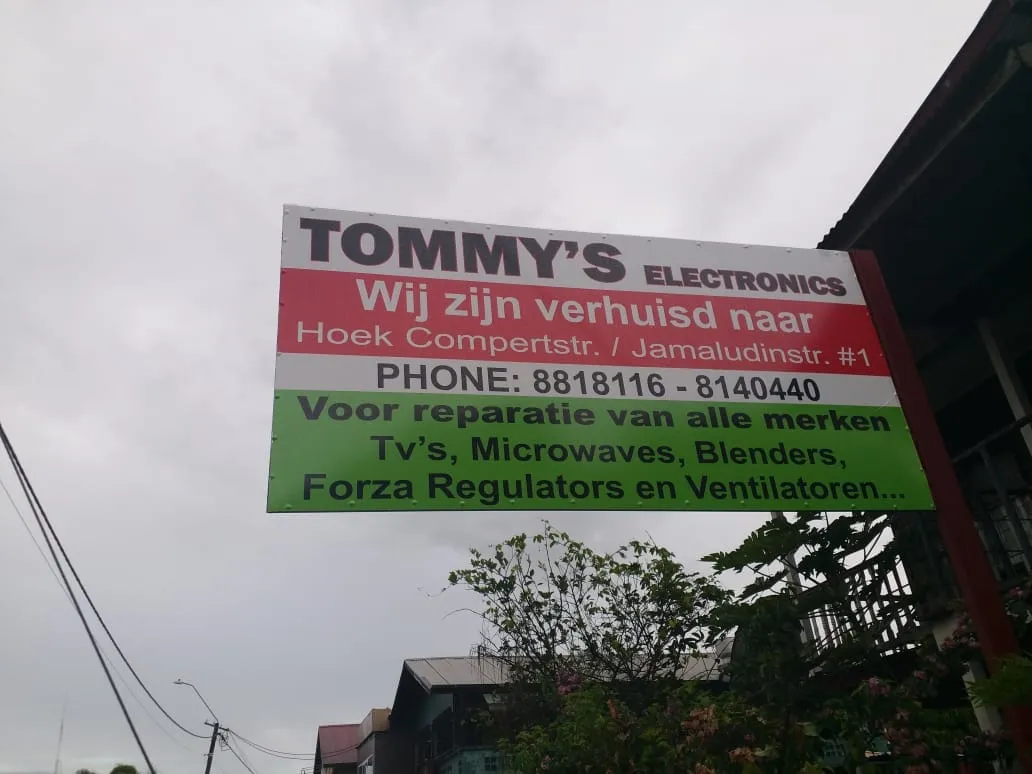 TOMMY'S ELECTRONICS
Wij zijn verhuisd naar
Hoek Compertstr. / Jamaludinstr. #1
PHONE: 8818116 - 8140440
Voor reparatie van alle merken
Tv's, Microwaves, Blenders,
Forza Regulators en Ventilatoren...